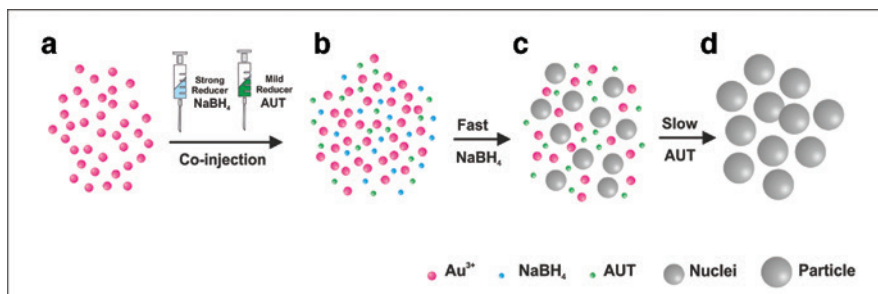 a
b
c
d
Strong
Reducer
NaBH₄
Mild
Reducer
AUT
Co-injection
Fast
NaBH₄
Slow
AUT
Au³⁺
NaBH₄
AUT
Nuclei
Particle